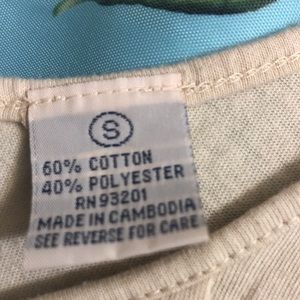 S
60% COTTON
40% POLYESTER
RN 93201
MADE IN CAMBODIA
SEE REVERSE FOR CARE